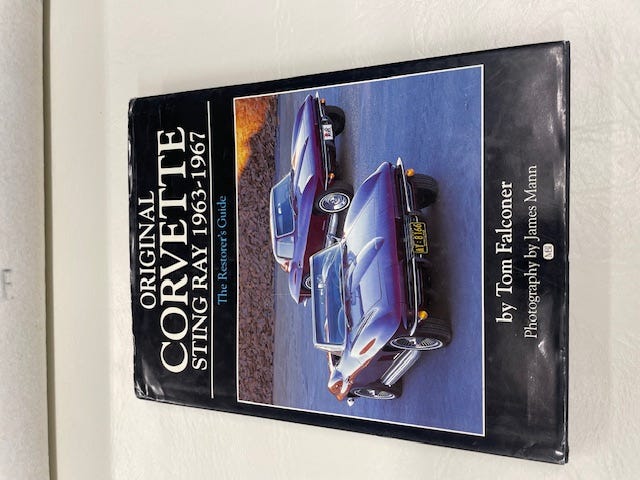 ORIGINAL
CORVETTE
STING RAY 1963-1967
The Restorer's Guide
by Tom Falconer
Photography by James Mann